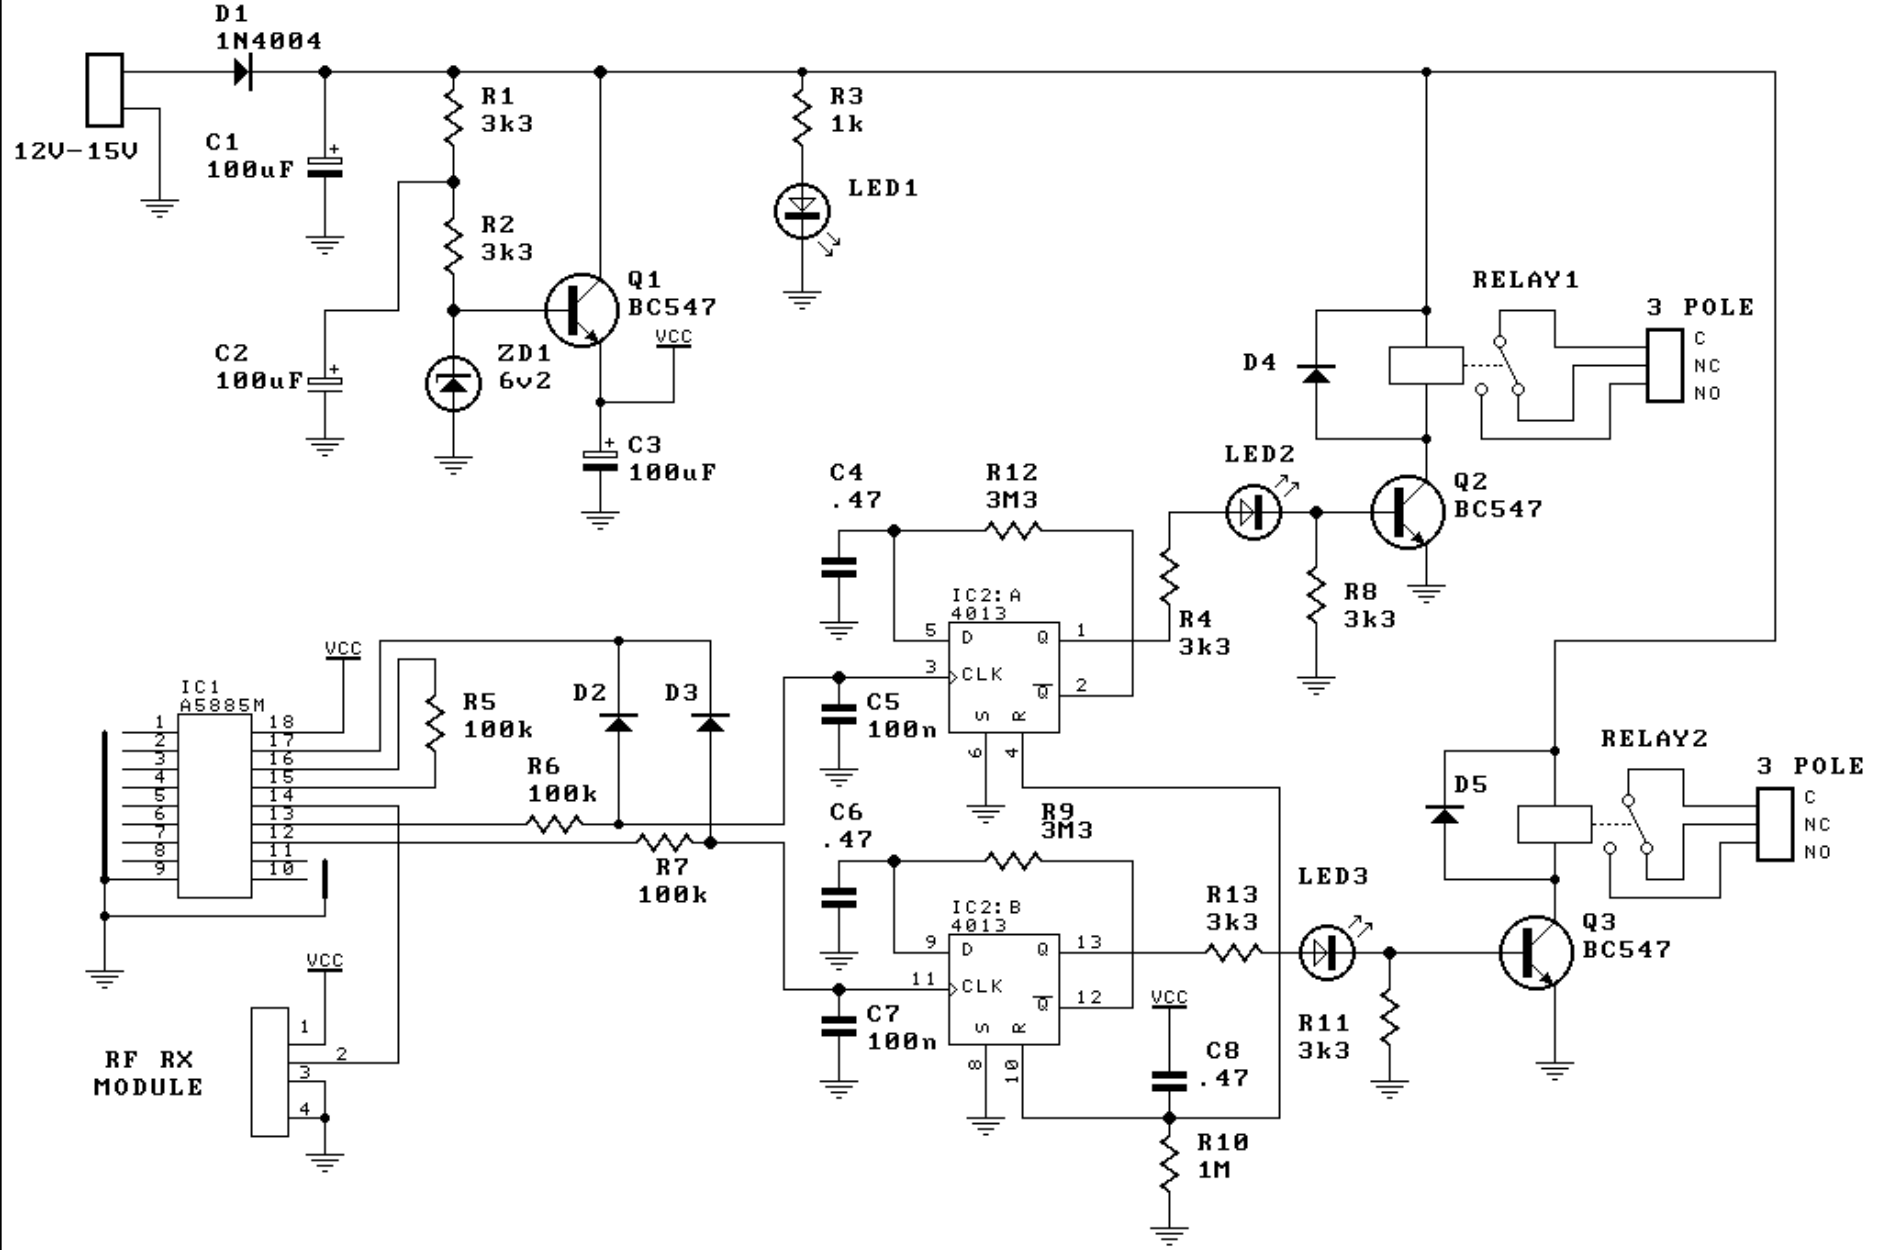 D1
1N4004
12V-15V
C1
100uF
+
R1
3k3
R2
3k3
Q1
BC547
VCC
C2
100uF
+
ZD1
6v2
C3
100uF
+
R3
1k
LED1
RELAY1
3 POLE
C
NC
NO
D4
LED2
Q2
BC547
C4
.47
R12
3M3
IC2:A
4013
5
D
Q
1
3
CLK
Q
2
S
R
6
4
R4
3k3
R8
3k3
VCC
IC1
A5885M
1
2
3
4
5
6
7
8
9
18
17
16
15
14
13
12
11
10
R5
100k
D2
D3
R6
100k
R7
100k
C5
100n
C6
.47
R9
3M3
IC2:B
4013
9
D
Q
13
11
CLK
Q
12
S
R
8
10
C7
100n
R13
3k3
LED3
VCC
C8
.47
R10
1M
R11
3k3
Q3
BC547
D5
RELAY2
3 POLE
C
NC
NO
VCC
RF RX
MODULE
1
2
3
4